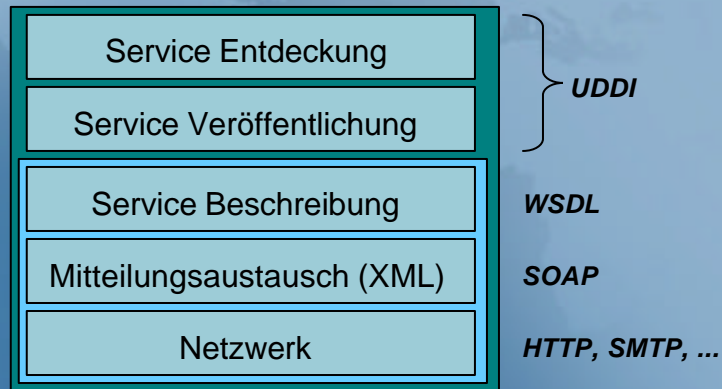 Service Entdeckung
UDDI
Service Veröffentlichung
Service Beschreibung
WSDL
Mitteilungsaustausch (XML)
SOAP
Netzwerk
HTTP, SMTP, ...